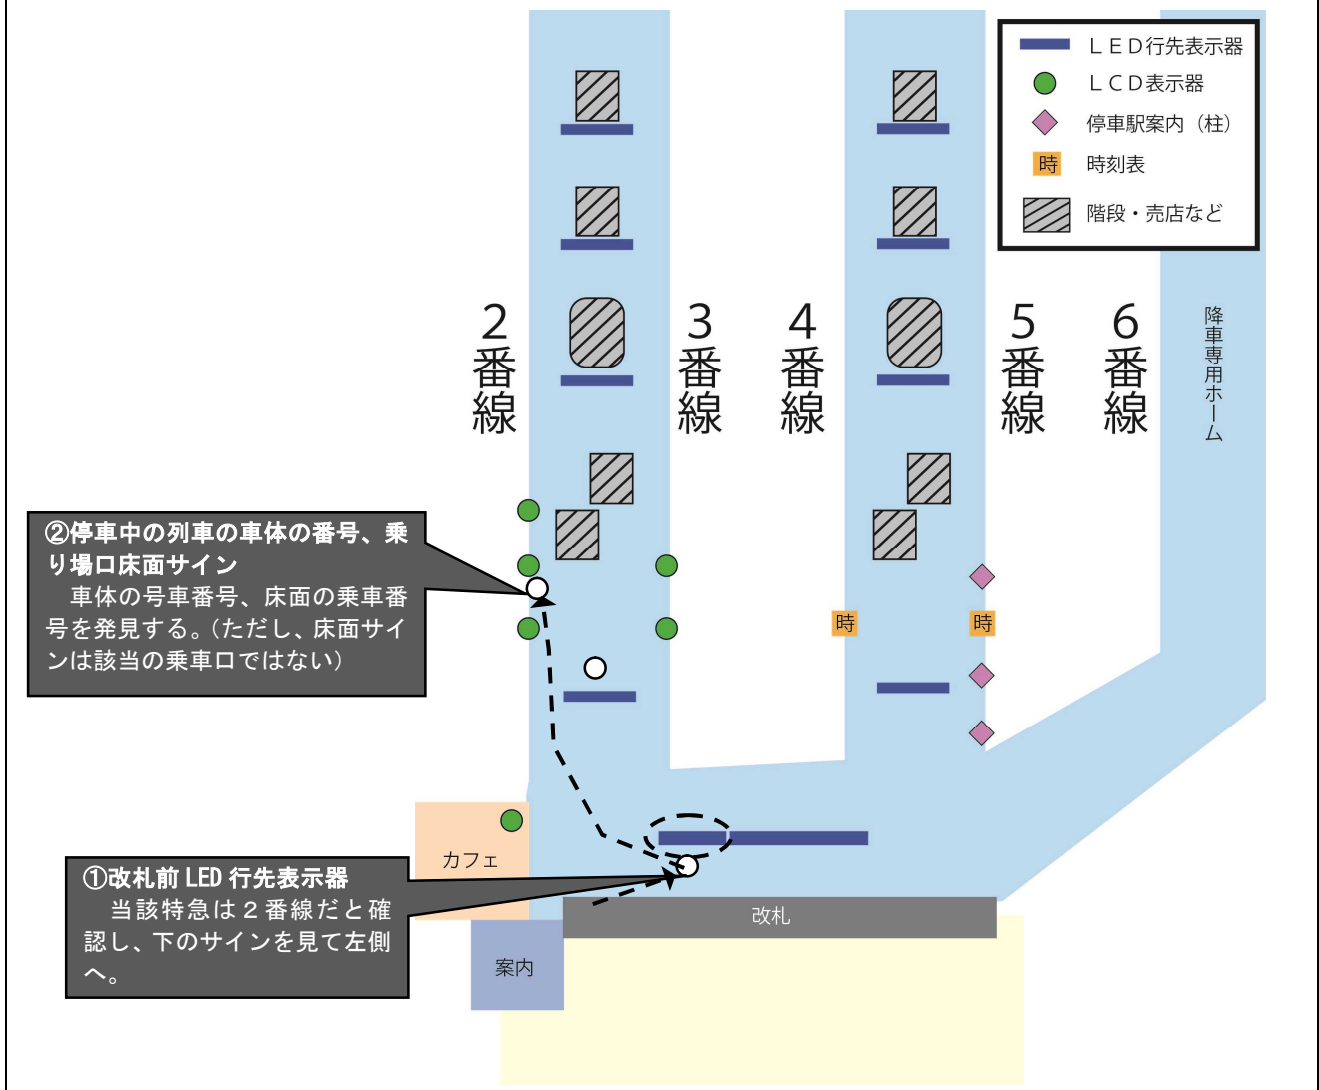 ＬＥＤ行先表示器
ＬＣＤ表示器
停車駅案内（柱）
時 時刻表
階段・売店など
2番線
3番線
4番線
5番線
6番線
降車専用ホーム
②停車中の列車の車体の番号、乗
り場口床面サイン
　車体の号車番号、床面の乗車番
号を発見する。（ただし、床面サイ
ンは該当の乗車口ではない）
時
時
カフェ
①改札前 LED 行先表示器
　当該特急は２番線だと確
認し、下のサインを見て左側
へ。
改札
案内